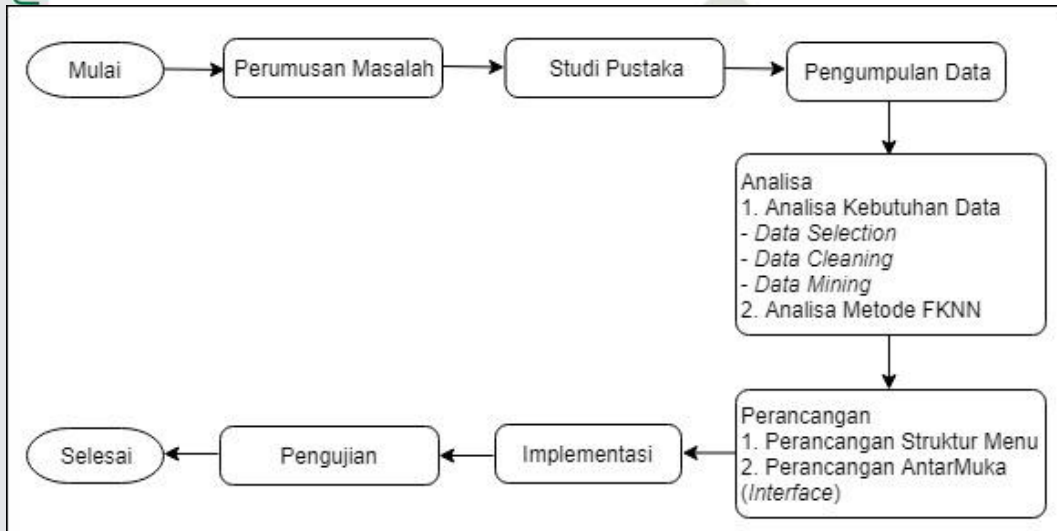 Mulai
Perumusan Masalah
Studi Pustaka
Pengumpulan Data
Analisa
1. Analisa Kebutuhan Data
- Data Selection
- Data Cleaning
- Data Mining
2. Analisa Metode FKNN
Perancangan
1. Perancangan Struktur Menu
2. Perancangan AntarMuka
(Interface)
Implementasi
Pengujian
Selesai